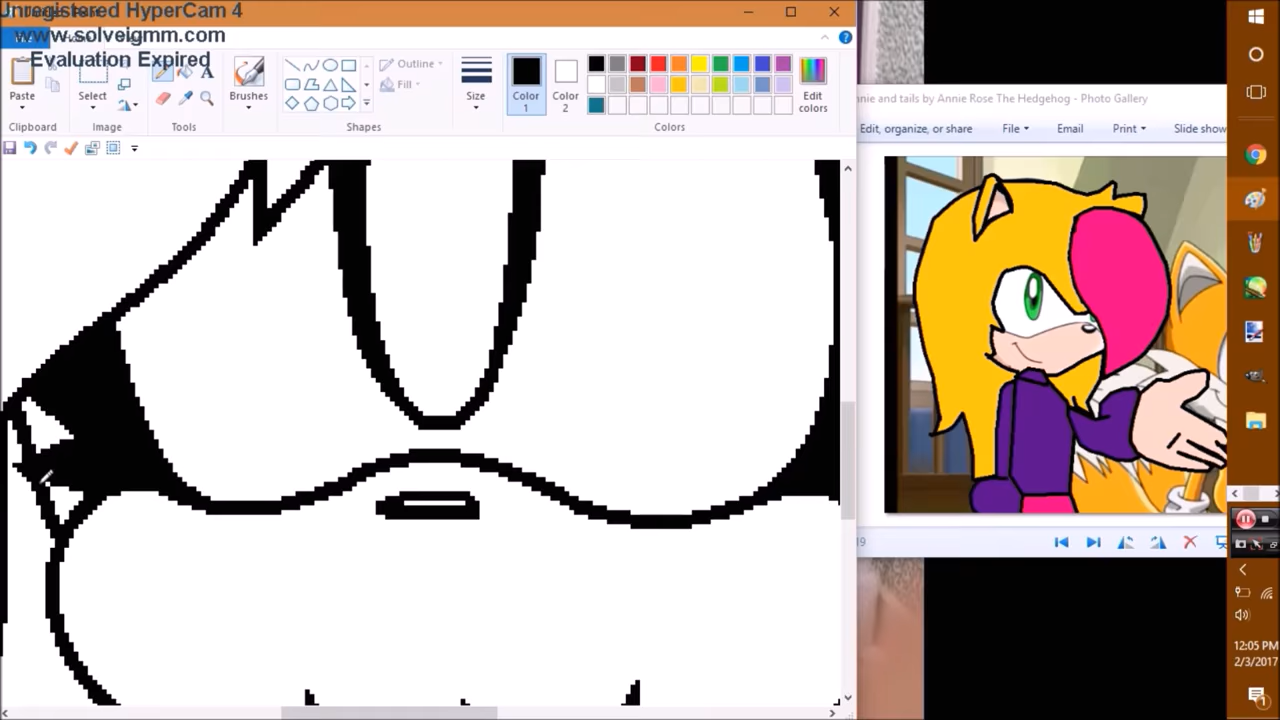 Unregistered HyperCam 4
www.solveigmm.com
Evaluation Expired
Paste
Select
Brushes
Outline
Fill
Size
Color 1
Color 2
Edit colors
Clipboard
Image
Tools
Shapes
Colors
nnie and tails by Annie Rose The Hedgehog - Photo Gallery
Edit, organize, or share
File
Email
Print
Slide show
12:05 PM
2/3/2017